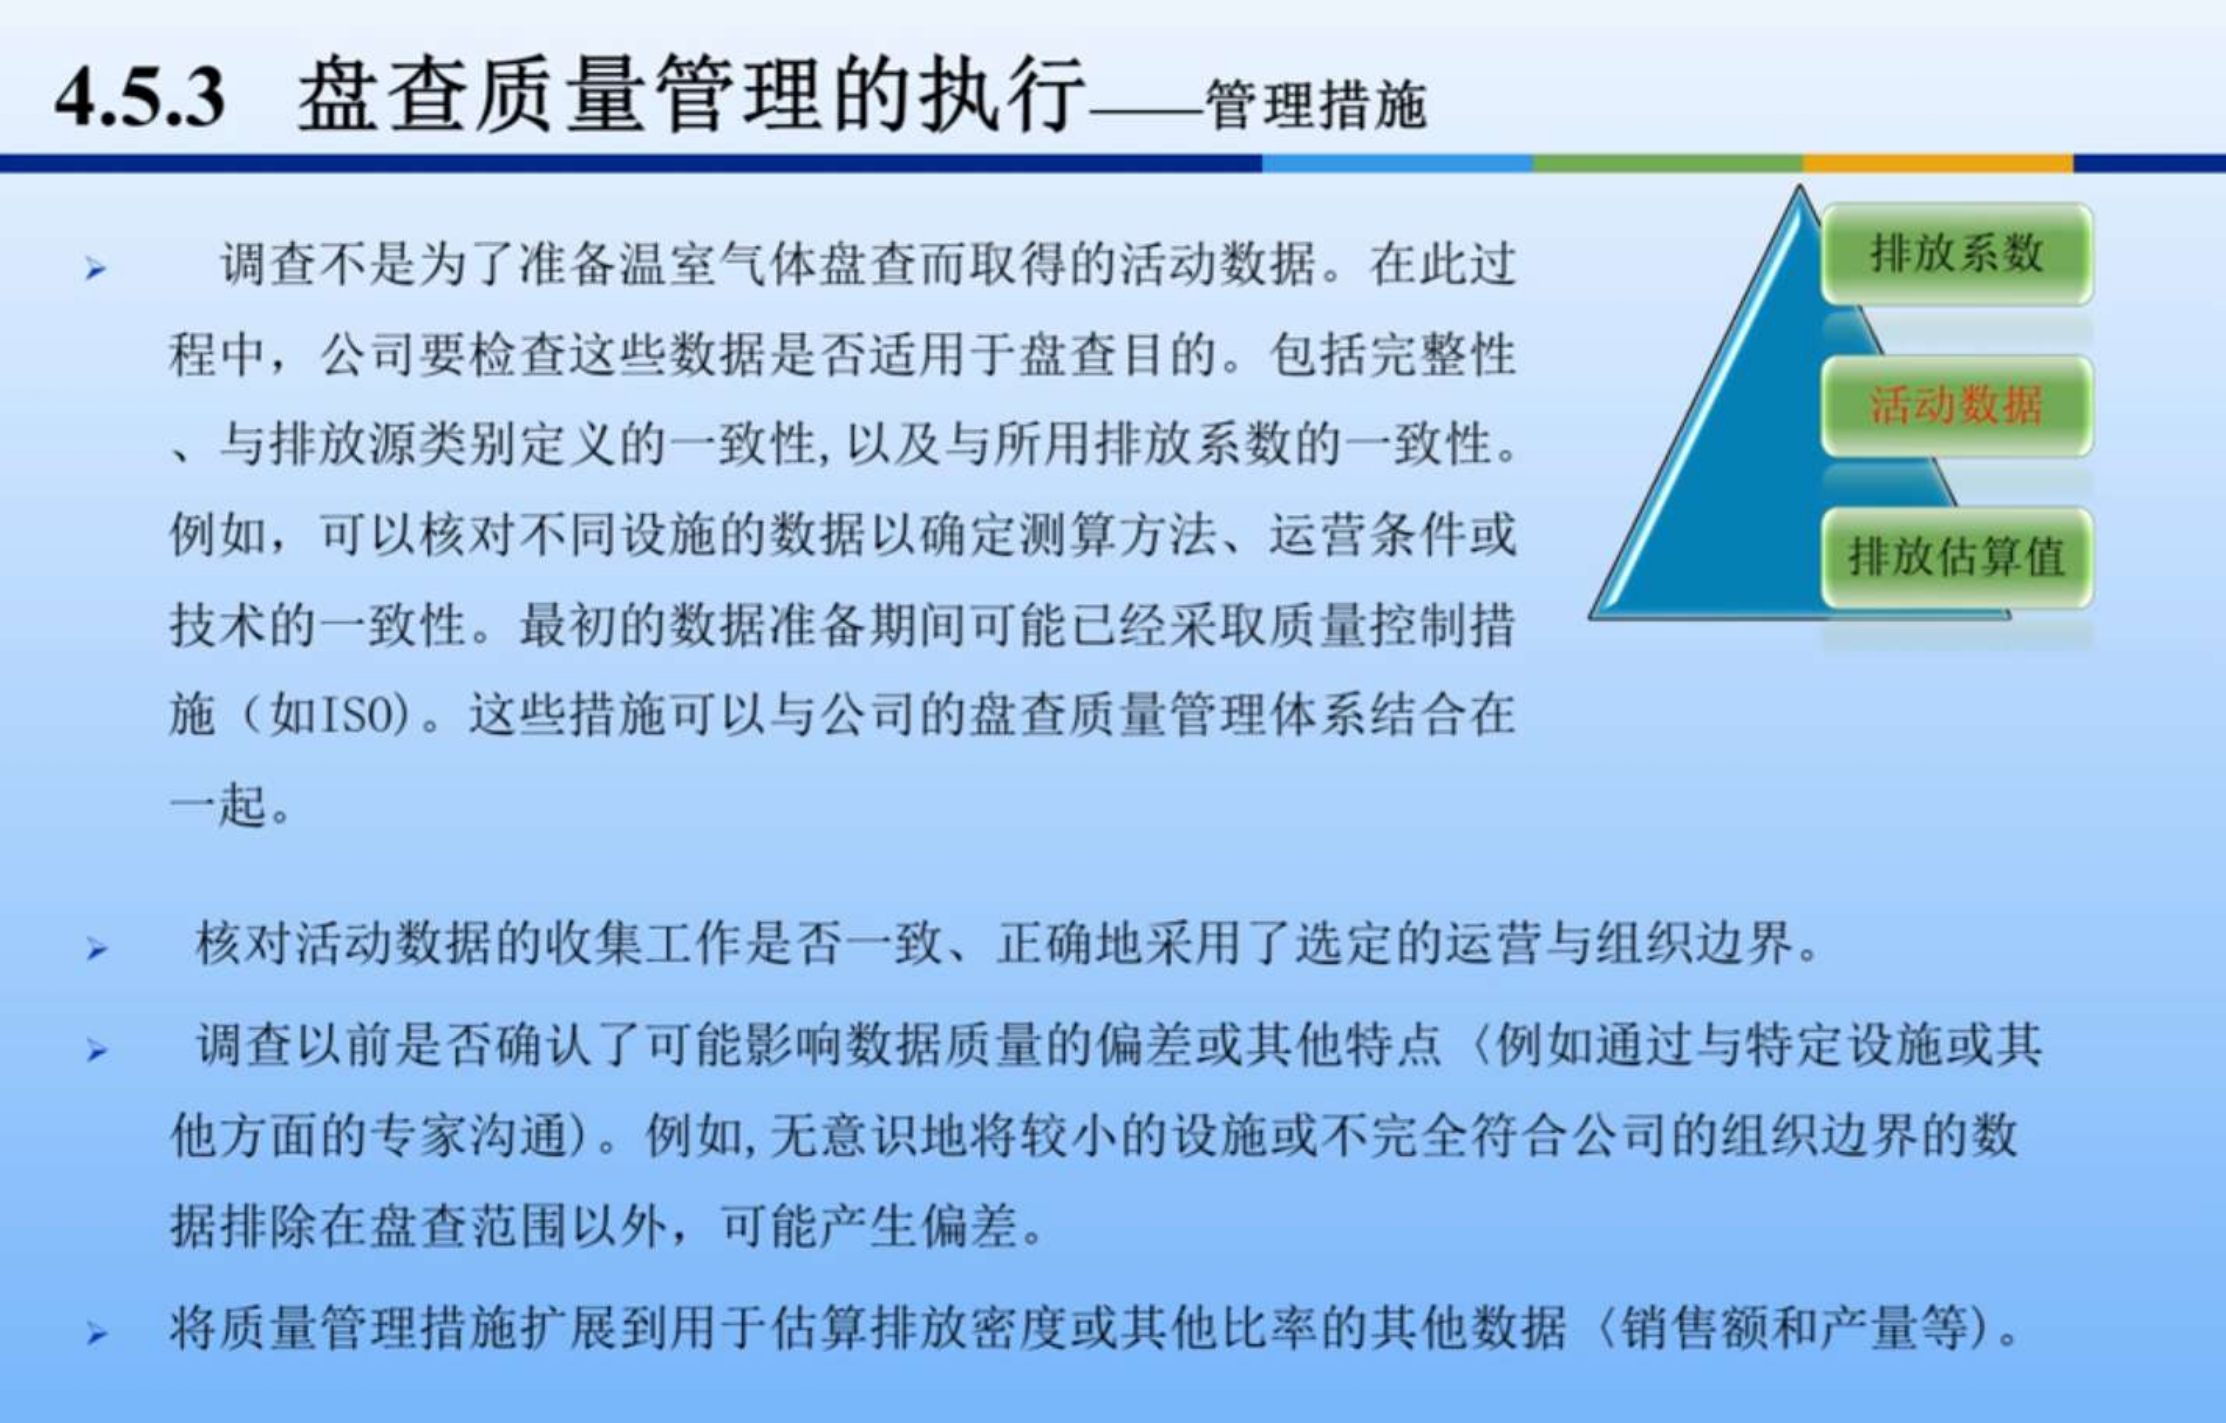 4.5.3 盘查质量管理的执行——管理措施
调查不是为了准备温室气体盘查而取得的活动数据。在此过
程中，公司要检查这些数据是否适用于盘查目的。包括完整性
、与排放源类别定义的一致性,以及与所用排放系数的一致性。
例如，可以核对不同设施的数据以确定测算方法、运营条件或
技术的一致性。最初的数据准备期间可能已经采取质量控制措
施（如ISO)。这些措施可以与公司的盘查质量管理体系结合在
一起。
排放系数
活动数据
排放估算值
核对活动数据的收集工作是否一致、正确地采用了选定的运营与组织边界。
调查以前是否确认了可能影响数据质量的偏差或其他特点〈例如通过与特定设施或其
他方面的专家沟通)。例如,无意识地将较小的设施或不完全符合公司的组织边界的数
据排除在盘查范围以外，可能产生偏差。
将质量管理措施扩展到用于估算排放密度或其他比率的其他数据〈销售额和产量等)。